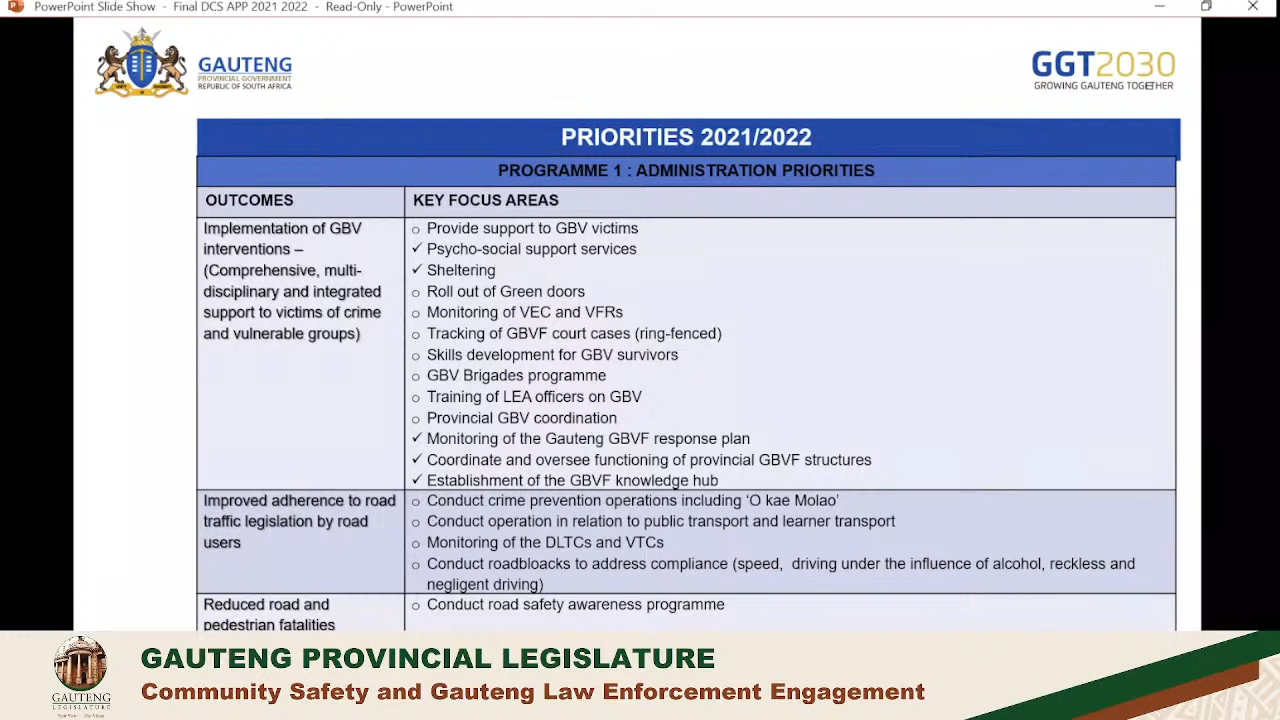 PowerPoint Slide Show - Final DCS APP 2021 2022 - Read-Only - PowerPoint
GAUTENG
PROVINCIAL GOVERNMENT
REPUBLIC OF SOUTH AFRICA
GGT2030
GROWING GAUTENG TOGETHER
PRIORITIES 2021/2022
PROGRAMME 1 : ADMINISTRATION PRIORITIES
OUTCOMES
KEY FOCUS AREAS
Implementation of GBV
interventions –
(Comprehensive, multi-
disciplinary and integrated
support to victims of crime
and vulnerable groups)
○ Provide support to GBV victims
✓ Psycho-social support services
✓ Sheltering
○ Roll out of Green doors
○ Monitoring of VEC and VFRs
○ Tracking of GBVF court cases (ring-fenced)
○ Skills development for GBV survivors
○ GBV Brigades programme
○ Training of LEA officers on GBV
○ Provincial GBV coordination
✓ Monitoring of the Gauteng GBVF response plan
✓ Coordinate and oversee functioning of provincial GBVF structures
✓ Establishment of the GBVF knowledge hub
Improved adherence to road
traffic legislation by road
users
○ Conduct crime prevention operations including ‘O kae Molao’
○ Conduct operation in relation to public transport and learner transport
○ Monitoring of the DLTCs and VTCs
○ Conduct roadbloacks to address compliance (speed, driving under the influence of alcohol, reckless and
negligent driving)
Reduced road and
pedestrian fatalities
○ Conduct road safety awareness programme
GAUTENG
LEGISLATURE
GAUTENG PROVINCIAL LEGISLATURE
Community Safety and Gauteng Law Enforcement Engagement